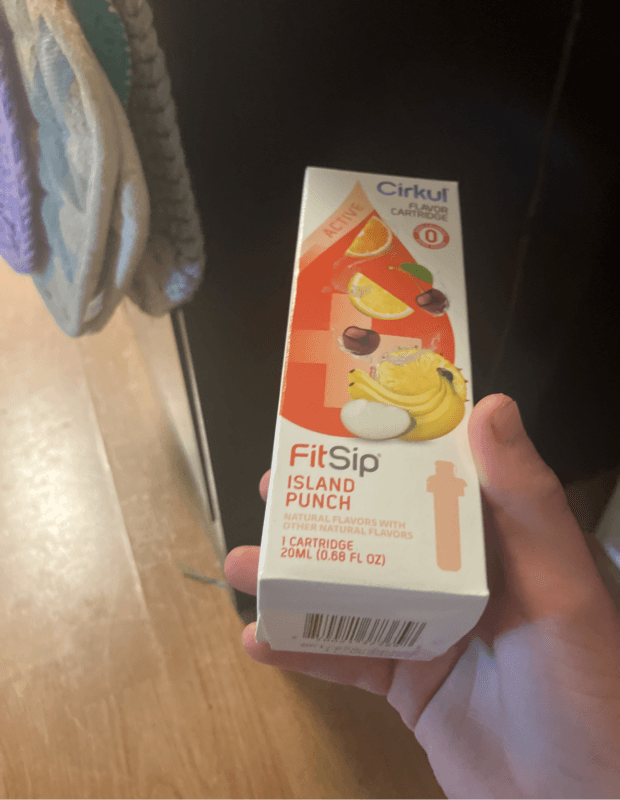 Cirkul
FLAVOR
CARTRIDGE
0
ACTIVE
FitSip®
ISLAND
PUNCH
NATURAL FLAVORS WITH
OTHER NATURAL FLAVORS
1 CARTRIDGE
20ML (0.68 FL OZ)